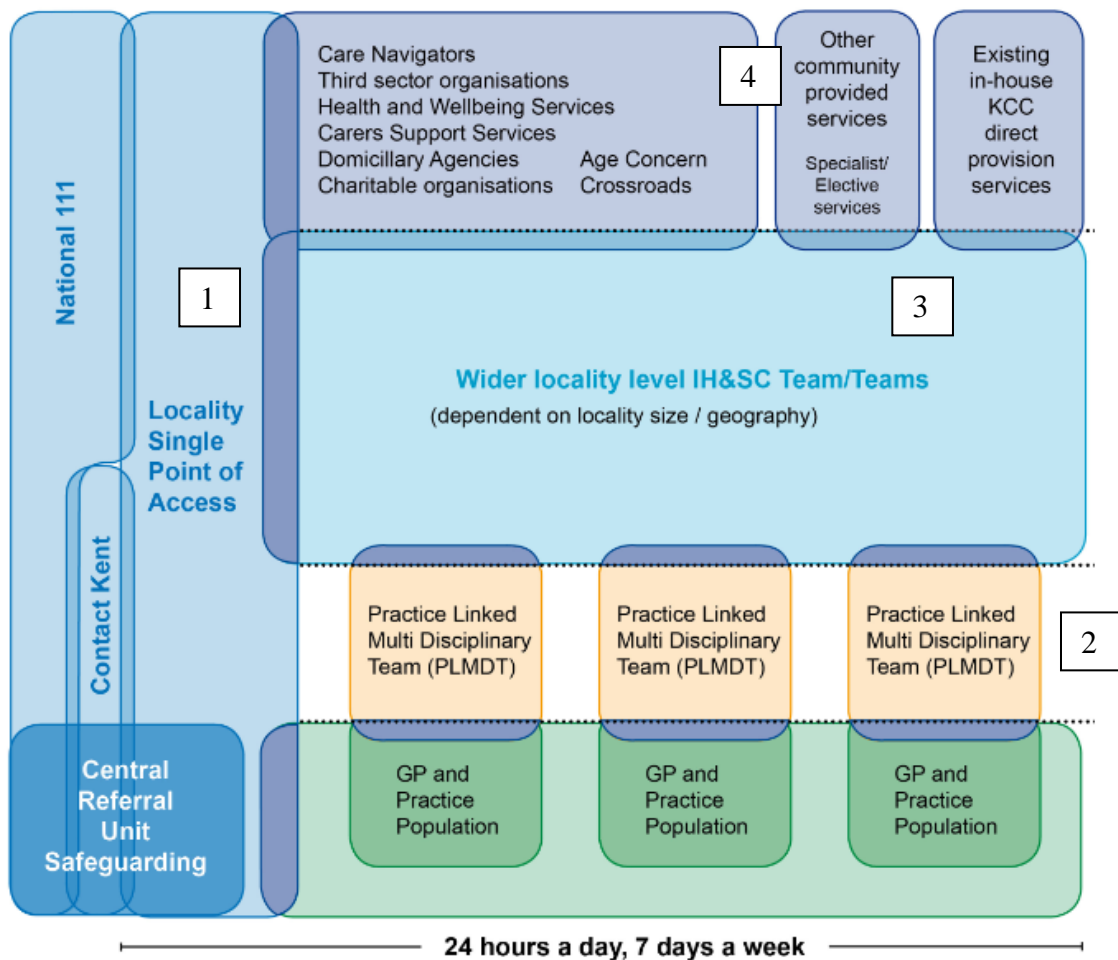 National 111
Contact Kent
1
Locality
Single
Point of
Access
Central
Referral
Unit
Safeguarding
Care Navigators
Third sector organisations
Health and Wellbeing Services
Carers Support Services
Domicillary Agencies Age Concern
Charitable organisations Crossroads
4
Other
community
provided
services
Specialist/
Elective
services
Existing
in-house
KCC
direct
provision
services
3
Wider locality level IH&SC Team/Teams
(dependent on locality size / geography)
Practice Linked
Multi Disciplinary
Team (PLMDT)
Practice Linked
Multi Disciplinary
Team (PLMDT)
Practice Linked
Multi Disciplinary
Team (PLMDT)
2
GP and
Practice
Population
GP and
Practice
Population
GP and
Practice
Population
24 hours a day, 7 days a week